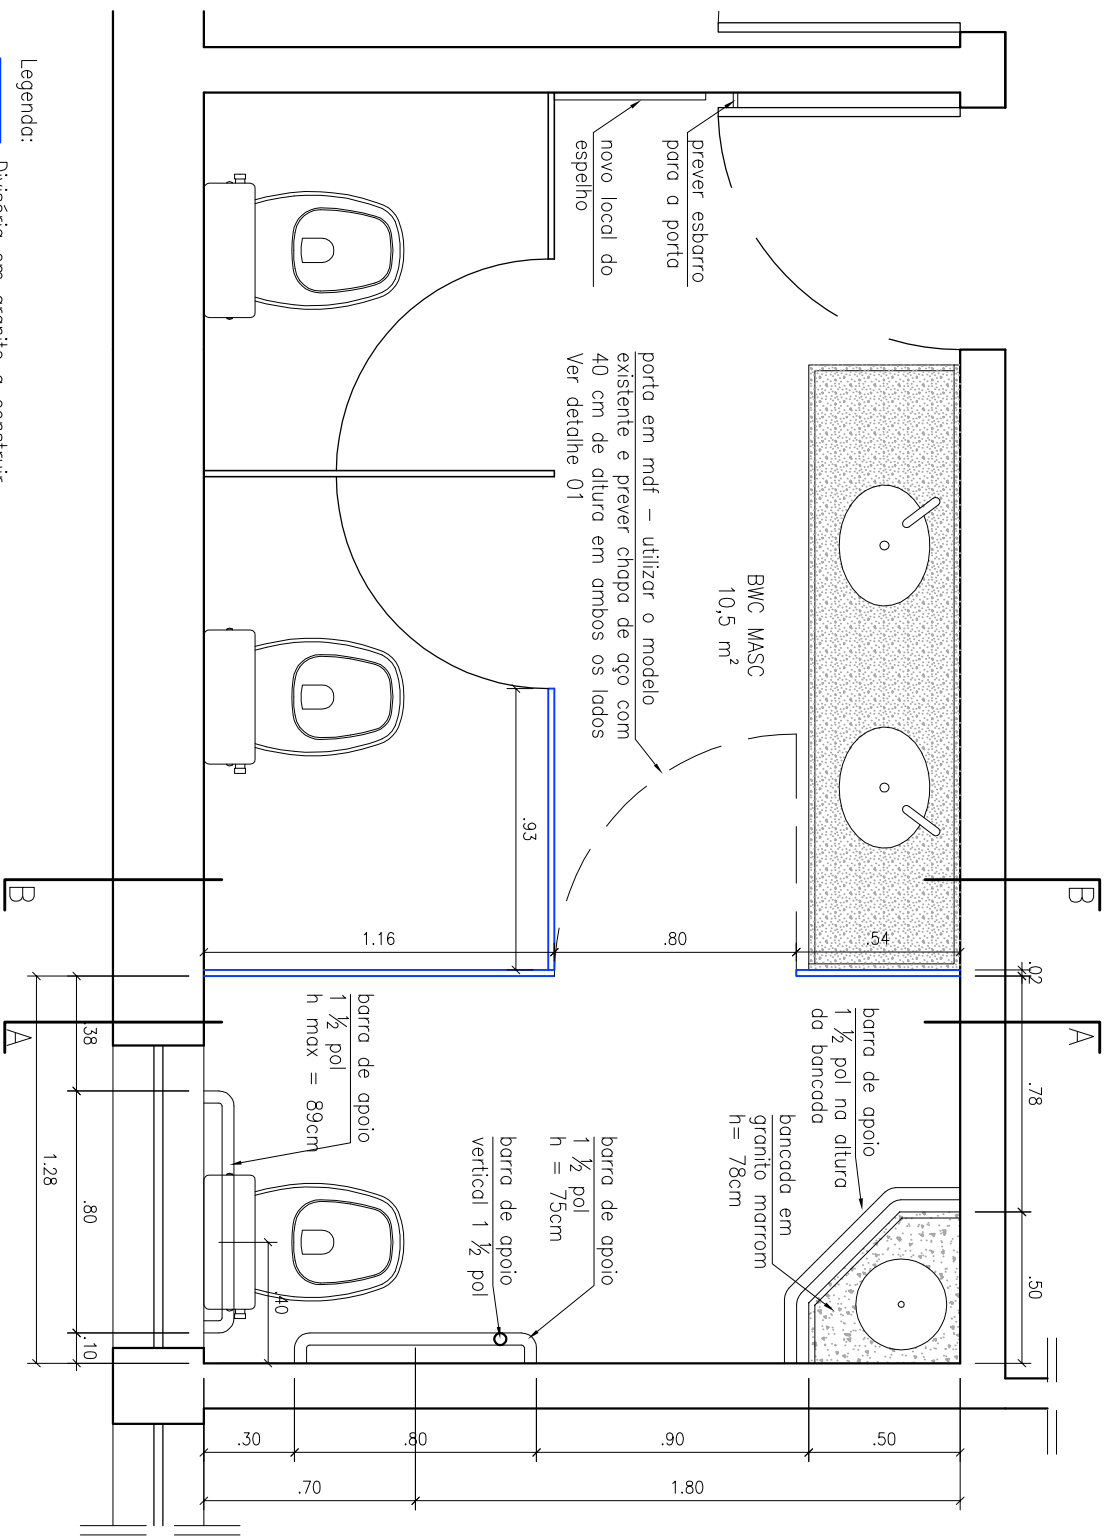 prever esbarro
para a porta
novo local do
espelho
porta em mdf – utilizar o modelo
existente e prever chapa de aço com
40 cm de altura em ambos os lados
Ver detalhe 01
BWC MASC
10,5 m²
.93
1.16
.80
.54
.02
.78
.50
B
B
A
A
barra de apoio
1 ½ pol na altura
da bancada
bancada em
granito marrom
h= 78cm
barra de apoio
1 ½ pol
h = 75cm
barra de apoio
vertical 1 ½ pol
barra de apoio
1 ½ pol
h max = 89cm
.38
.80
.10
1.28
.40
.30
.80
.90
.50
.70
1.80
Legenda:
Divisória em granito a construir